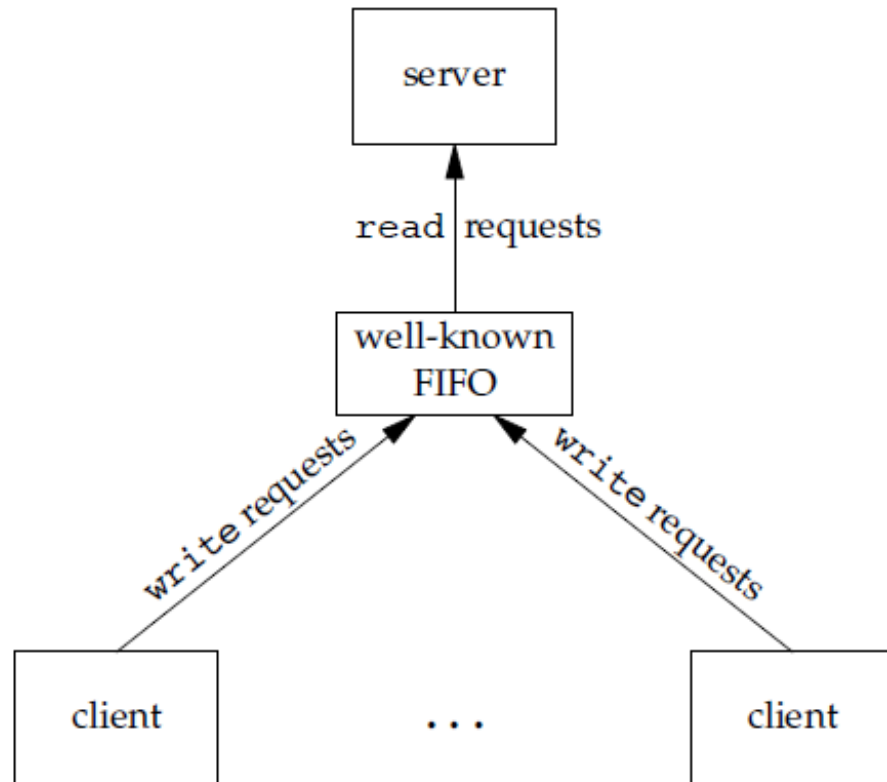 server
read requests
well-known
FIFO
write requests
write requests
client
. . .
client